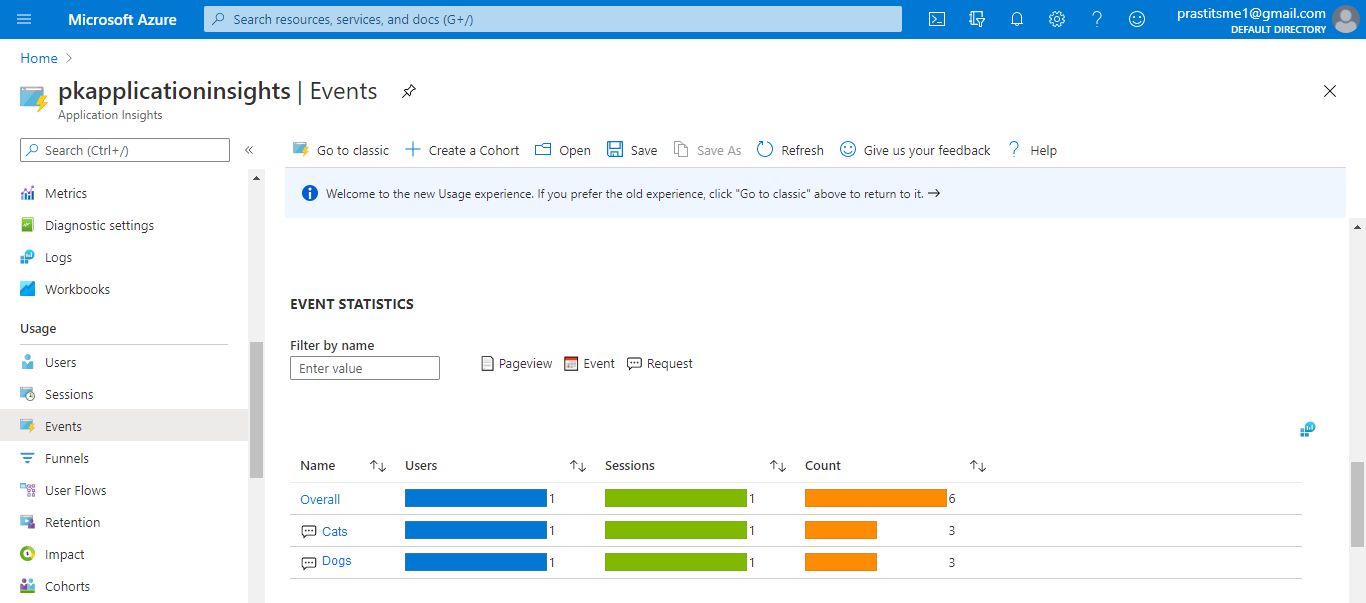 Microsoft Azure
Search resources, services, and docs (G+/)
prastitsme1@gmail.com
DEFAULT DIRECTORY
Home
pkapplicationinsights | Events
Application Insights
Search (Ctrl+/)
Metrics
Diagnostic settings
Logs
Workbooks
Usage
Users
Sessions
Events
Funnels
User Flows
Retention
Impact
Cohorts
Go to classic Create a Cohort Open Save Save As Refresh Give us your feedback Help
Welcome to the new Usage experience. If you prefer the old experience, click "Go to classic" above to return to it. →
EVENT STATISTICS
Filter by name
Enter value
Pageview Event Request
Name Users Sessions Count
Overall 1 1 6
Cats 1 1 3
Dogs 1 1 3